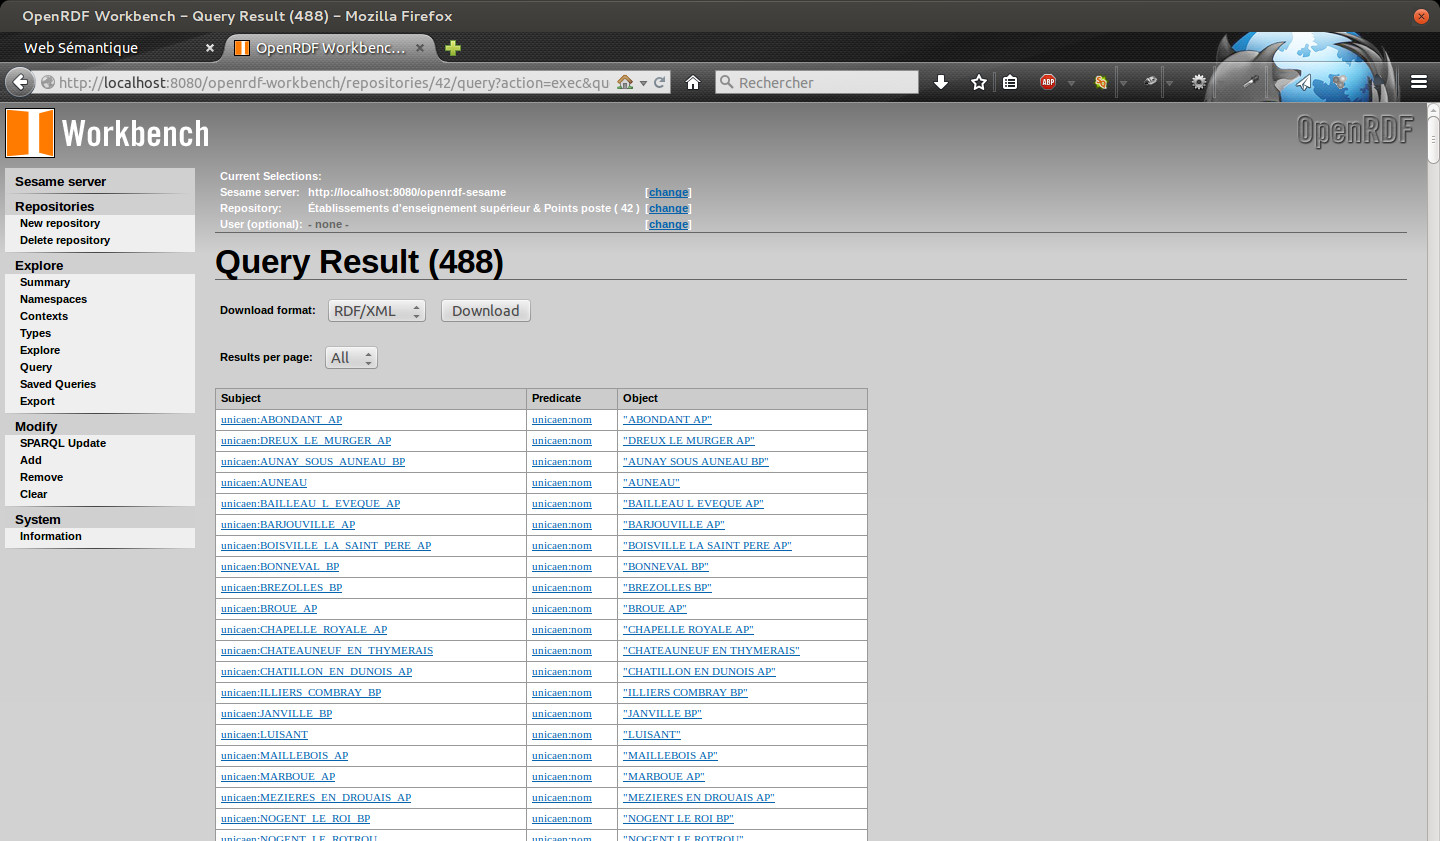 OpenRDF Workbench - Query Result (488) - Mozilla Firefox
Web Sémantique
OpenRDF Workbenc...
http://localhost:8080/openrdf-workbench/repositories/42/query?action=exec&qu
Rechercher
ABP
Workbench
OpenRDF
Sesame server
Repositories
New repository
Delete repository
Explore
Summary
Namespaces
Contexts
Types
Explore
Query
Saved Queries
Export
Modify
SPARQL Update
Add
Remove
Clear
System
Information
Current Selections:
Sesame server: http://localhost:8080/openrdf-sesame [change]
Repository: Établissements d'enseignement supérieur & Points poste ( 42 ) [change]
User (optional): - none - [change]
Query Result (488)
Download format: RDF/XML Download
Results per page: All
Subject Predicate Object
unicaen:ABONDANT_AP unicaen:nom "ABONDANT AP"
unicaen:DREUX_LE_MURGER_AP unicaen:nom "DREUX LE MURGER AP"
unicaen:AUNAY_SOUS_AUNEAU_BP unicaen:nom "AUNAY SOUS AUNEAU BP"
unicaen:AUNEAU unicaen:nom "AUNEAU"
unicaen:BAILLEAU_L_EVEQUE_AP unicaen:nom "BAILLEAU L EVEQUE AP"
unicaen:BARJOUVILLE_AP unicaen:nom "BARJOUVILLE AP"
unicaen:BOISVILLE_LA_SAINT_PERE_AP unicaen:nom "BOISVILLE LA SAINT PERE AP"
unicaen:BONNEVAL_BP unicaen:nom "BONNEVAL BP"
unicaen:BREZOLLES_BP unicaen:nom "BREZOLLES BP"
unicaen:BROUE_AP unicaen:nom "BROUE AP"
unicaen:CHAPELLE_ROYALE_AP unicaen:nom "CHAPELLE ROYALE AP"
unicaen:CHATEAUNEUF_EN_THYMERAIS unicaen:nom "CHATEAUNEUF EN THYMERAIS"
unicaen:CHATILLON_EN_DUNOIS_AP unicaen:nom "CHATILLON EN DUNOIS AP"
unicaen:ILLIERS_COMBRAY_BP unicaen:nom "ILLIERS COMBRAY BP"
unicaen:JANVILLE_BP unicaen:nom "JANVILLE BP"
unicaen:LUISANT unicaen:nom "LUISANT"
unicaen:MAILLEBOIS_AP unicaen:nom "MAILLEBOIS AP"
unicaen:MARBOUE_AP unicaen:nom "MARBOUE AP"
unicaen:MEZIERES_EN_DROUAIS_AP unicaen:nom "MEZIERES EN DROUAIS AP"
unicaen:NOGENT_LE_ROI_BP unicaen:nom "NOGENT LE ROI BP"
unicaen:NOGENT_LE_ROTROU unicaen:nom "NOGENT LE ROTROU"